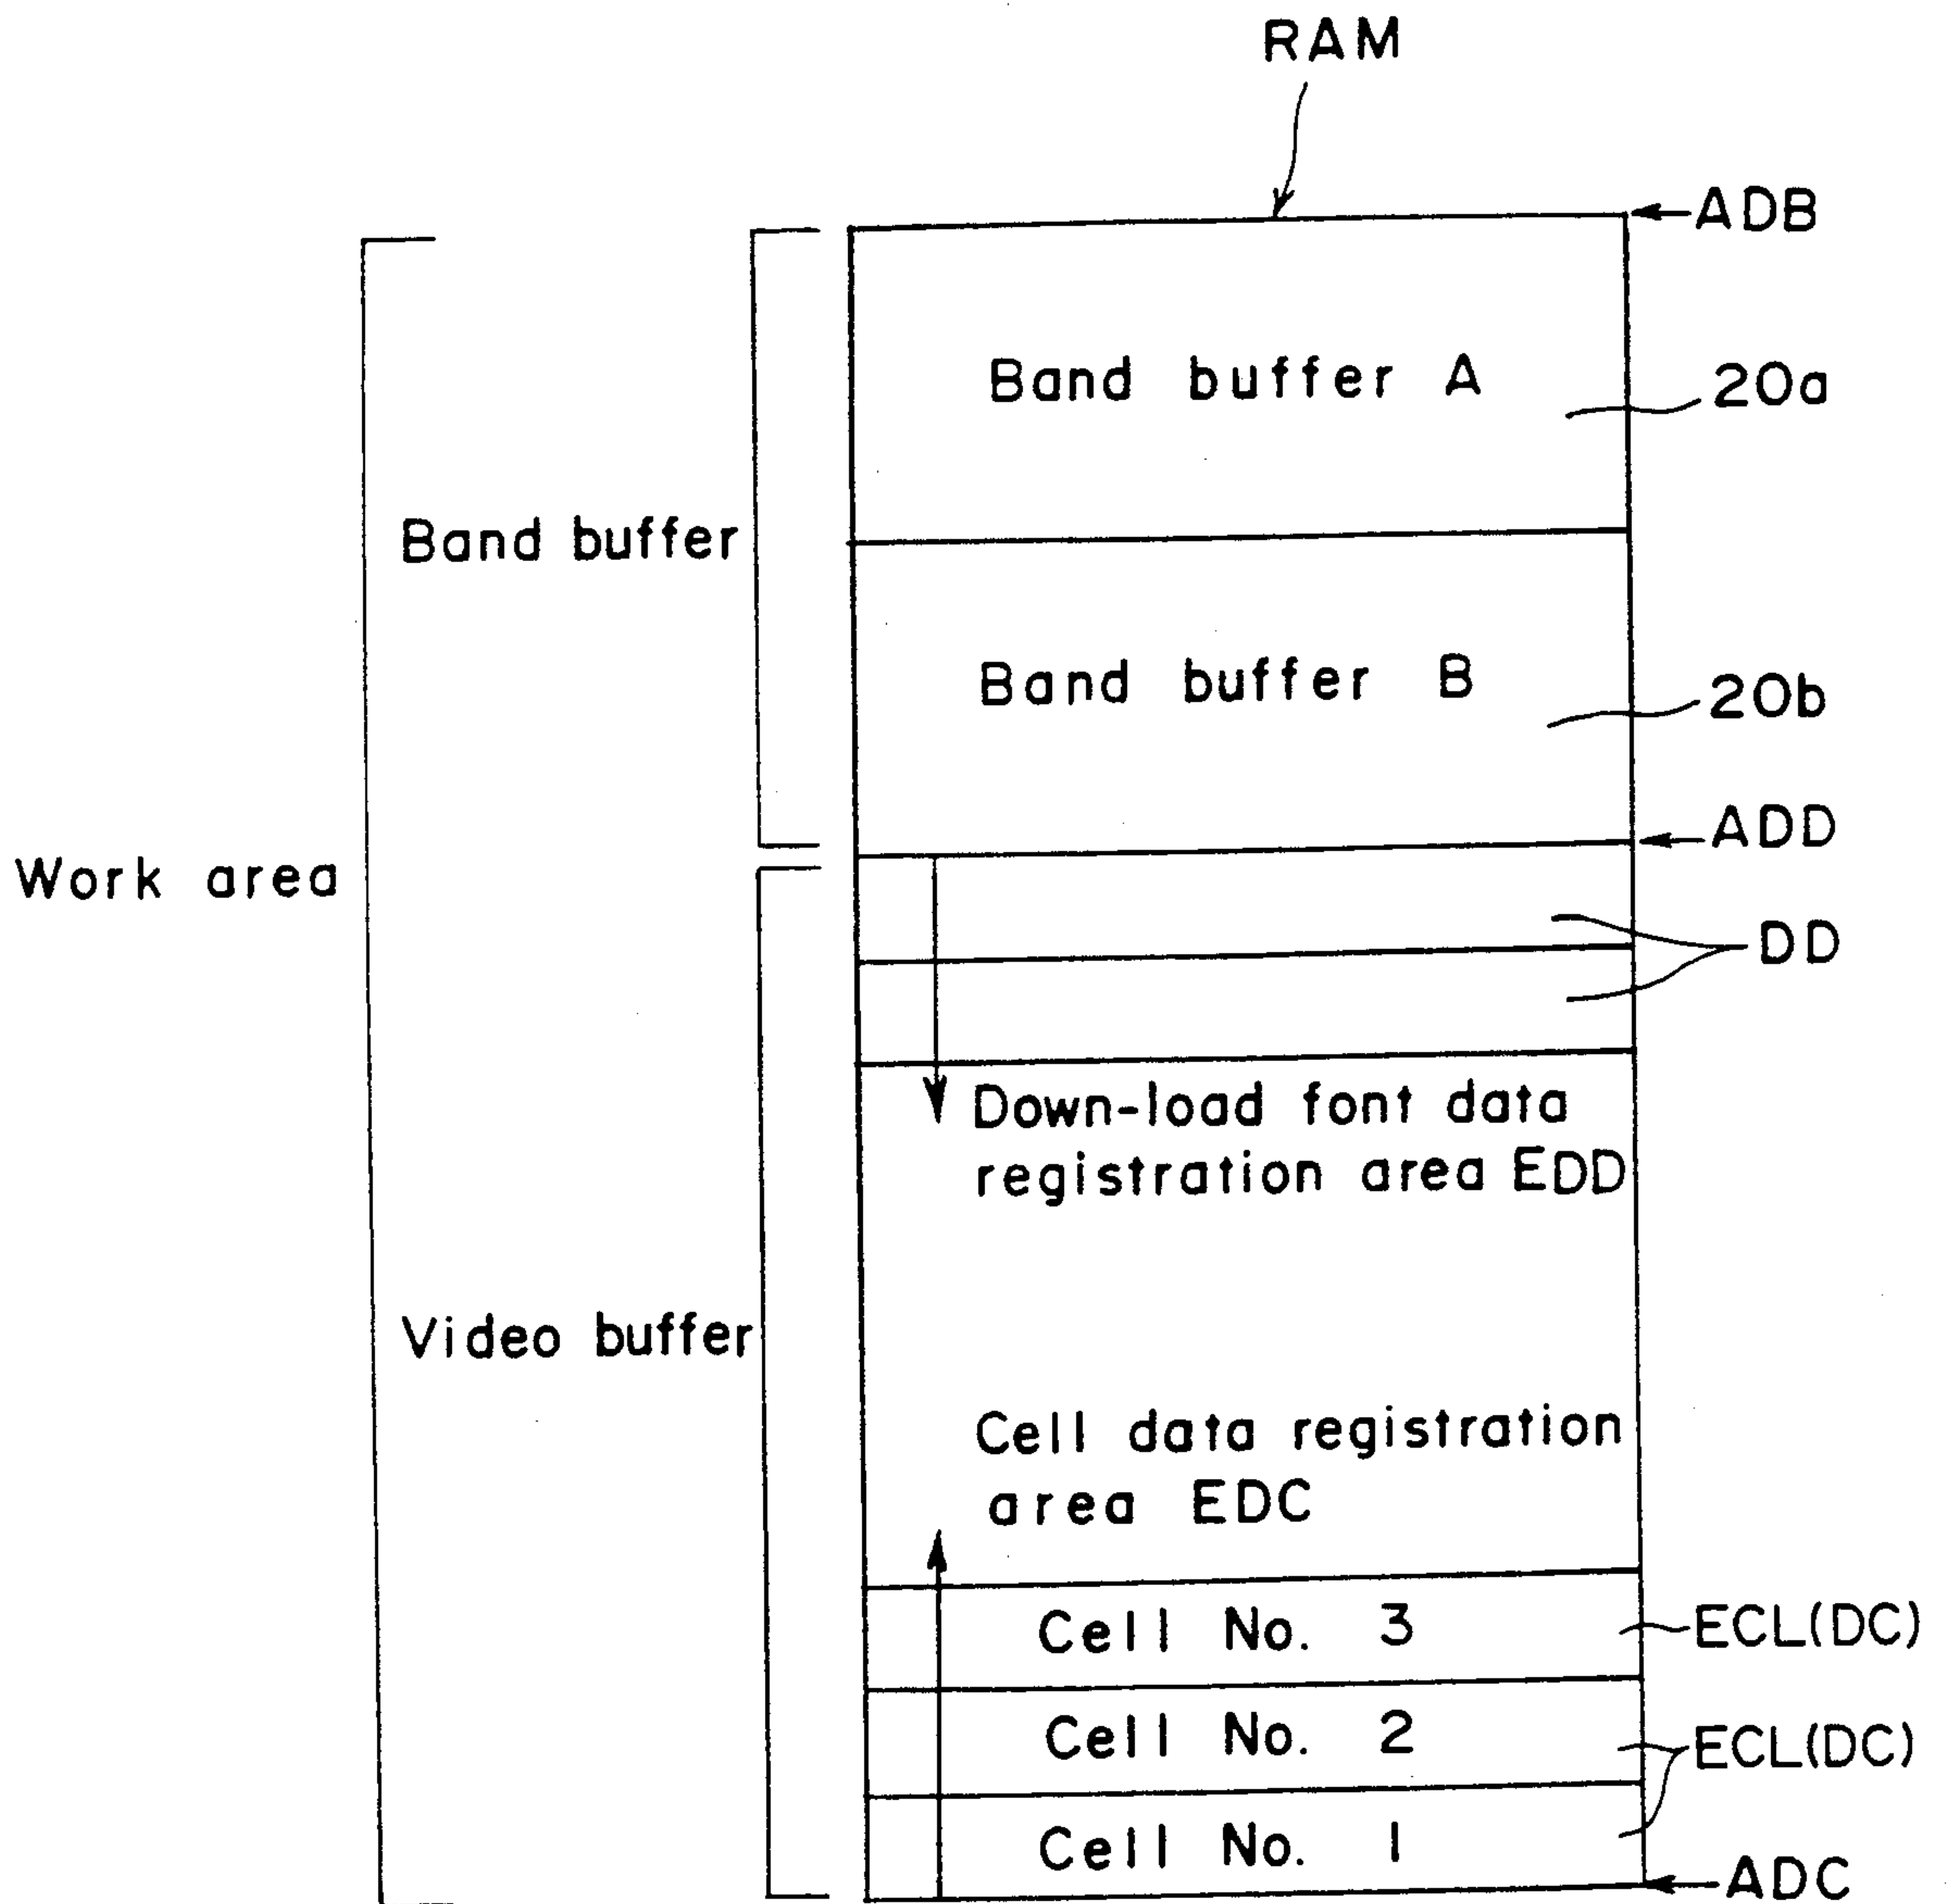 RAM
ADB
Band buffer A
20a
Band buffer
Band buffer B
20b
ADD
Work area
DD
Down-load font data
registration area EDD
Video buffer
Cell data registration
area EDC
Cell No. 3
ECL(DC)
Cell No. 2
ECL(DC)
Cell No. 1
ADC